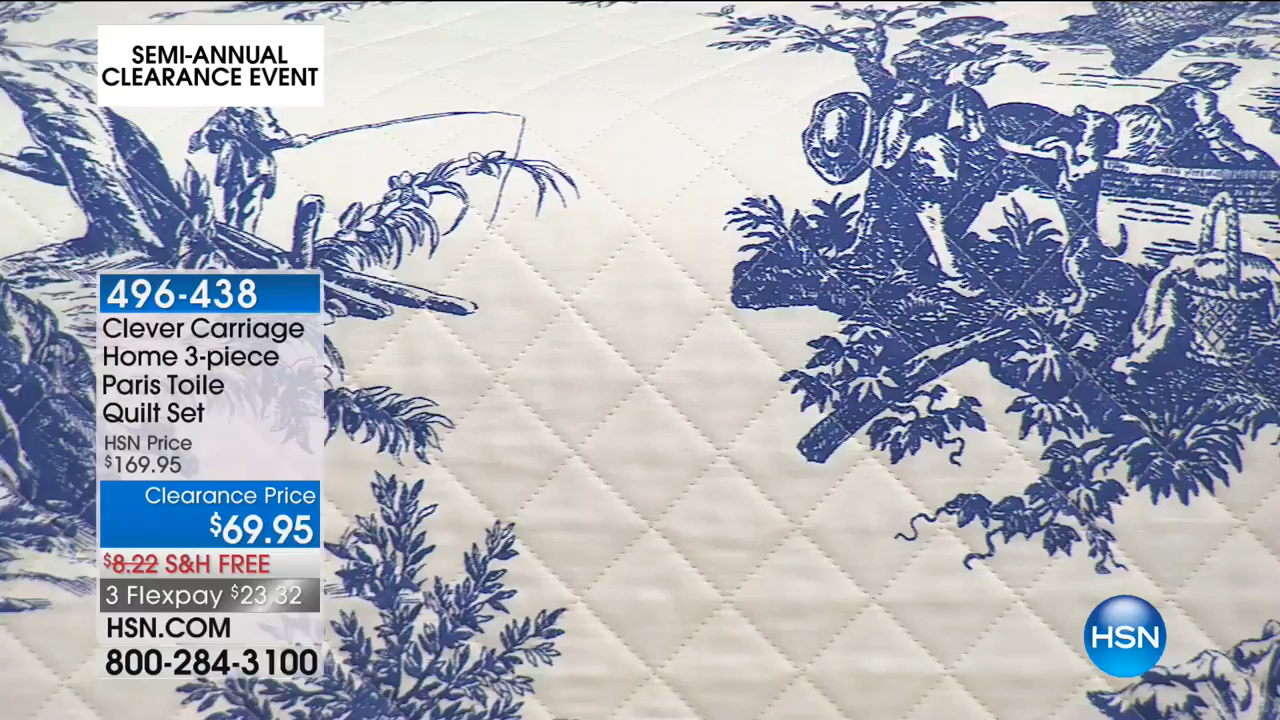 SEMI-ANNUAL
CLEARANCE EVENT
496-438
Clever Carriage
Home 3-piece
Paris Toile
Quilt Set
HSN Price
$169.95
Clearance Price
$69.95
$8.22 S&H FREE
3 Flexpay $23.32
HSN.COM
800-284-3100
HSN